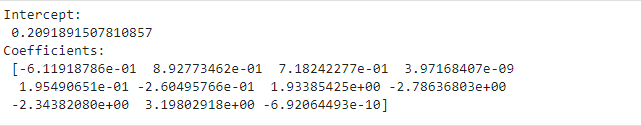 Intercept:
0.2091891507810857
Coefficients:
[-6.11918786e-01 8.92773462e-01 7.18242277e-01 3.97168407e-09
1.95490651e-01 -2.60495766e-01 1.93385425e+00 -2.78636803e+00
-2.34382080e+00 3.19802918e+00 -6.92064493e-10]